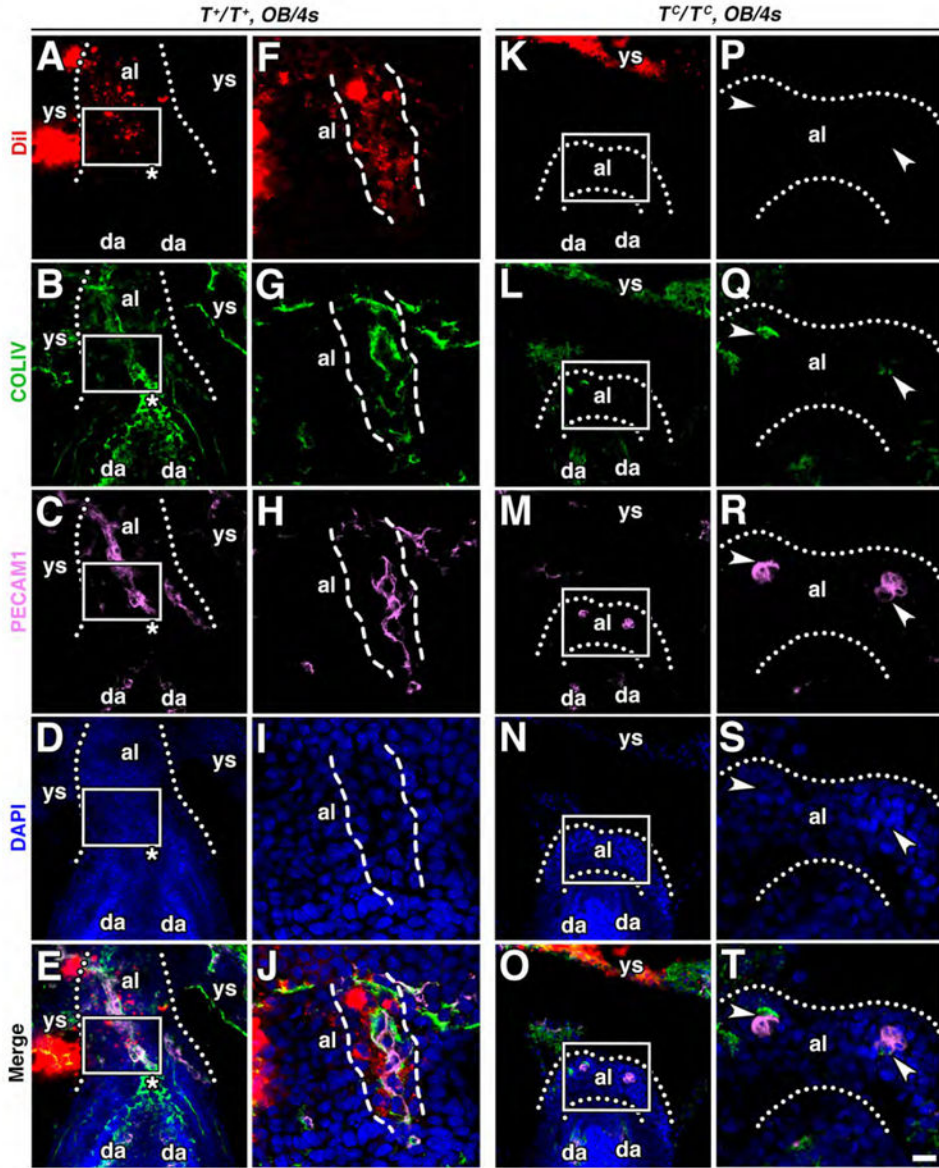 T⁺/T⁺, OB/4s
Tᶜ/Tᶜ, OB/4s
DiI
A
al
ys
ys
*
da
da
F
al
K
ys
al
da
da
P
al
COLIV
B
al
ys
ys
*
da
da
G
al
L
ys
al
da
da
Q
al
PECAM1
C
al
ys
ys
*
da
da
H
al
M
ys
al
da
da
R
al
DAPI
D
al
ys
ys
*
da
da
I
al
N
ys
al
da
da
S
al
Merge
E
al
ys
ys
*
da
da
J
al
O
ys
al
da
da
T
al